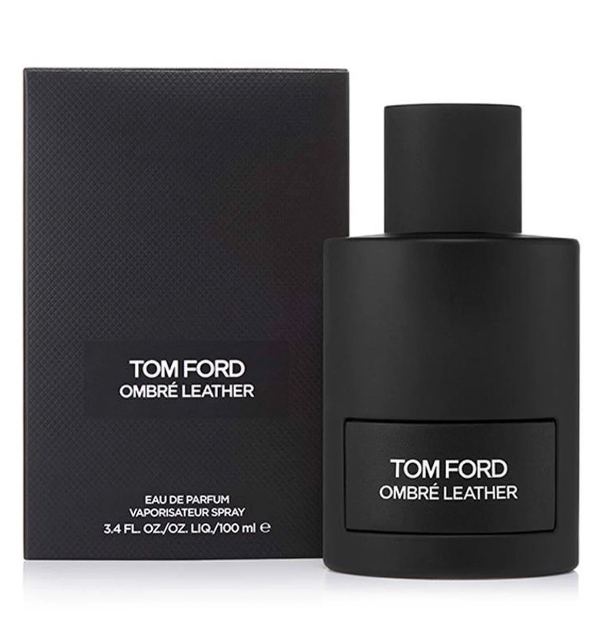 TOM FORD
OMBRÉ LEATHER
EAU DE PARFUM
VAPORISATEUR SPRAY
3.4 FL. OZ./OZ. LIQ./100 ml ℮
TOM FORD
OMBRÉ LEATHER